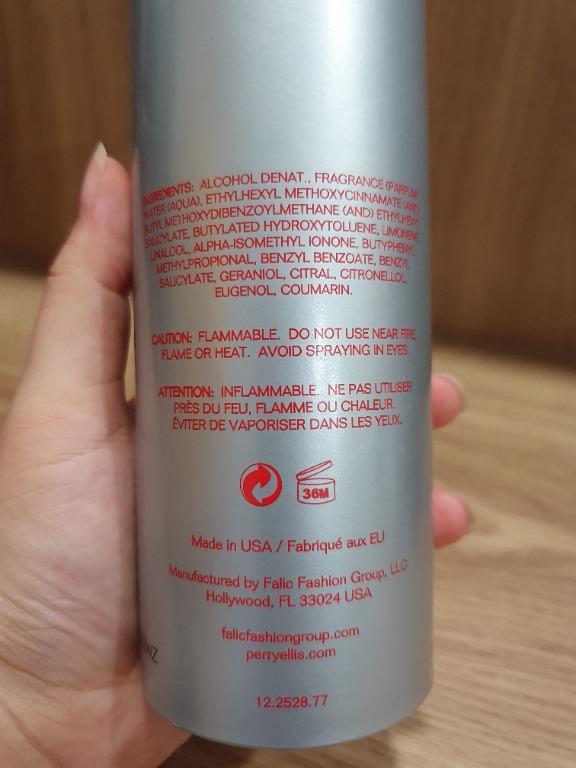 INGREDIENTS: ALCOHOL DENAT., FRAGRANCE (PARFUM),
WATER (AQUA), ETHYLHEXYL METHOXYCINNAMATE (AND)
BUTYL METHOXYDIBENZOYLMETHANE (AND) ETHYLHEXYL
SALICYLATE, BUTYLATED HYDROXYTOLUENE, LIMONENE,
LINALOOL, ALPHA-ISOMETHYL IONONE, BUTYPHENYL
METHYLPROPIONAL, BENZYL BENZOATE, BENZYL
SALICYLATE, GERANIOL, CITRAL, CITRONELLOL,
EUGENOL, COUMARIN.
CAUTION: FLAMMABLE. DO NOT USE NEAR FIRE,
FLAME OR HEAT. AVOID SPRAYING IN EYES.
ATTENTION: INFLAMMABLE. NE PAS UTILISER
PRÈS DU FEU, FLAMME OU CHALEUR.
ÉVITER DE VAPORISER DANS LES YEUX.
36M
Made in USA / Fabriqué aux EU
Manufactured by Falic Fashion Group, LLC
Hollywood, FL 33024 USA
falicfashiongroup.com
perryellis.com
12.2528.77